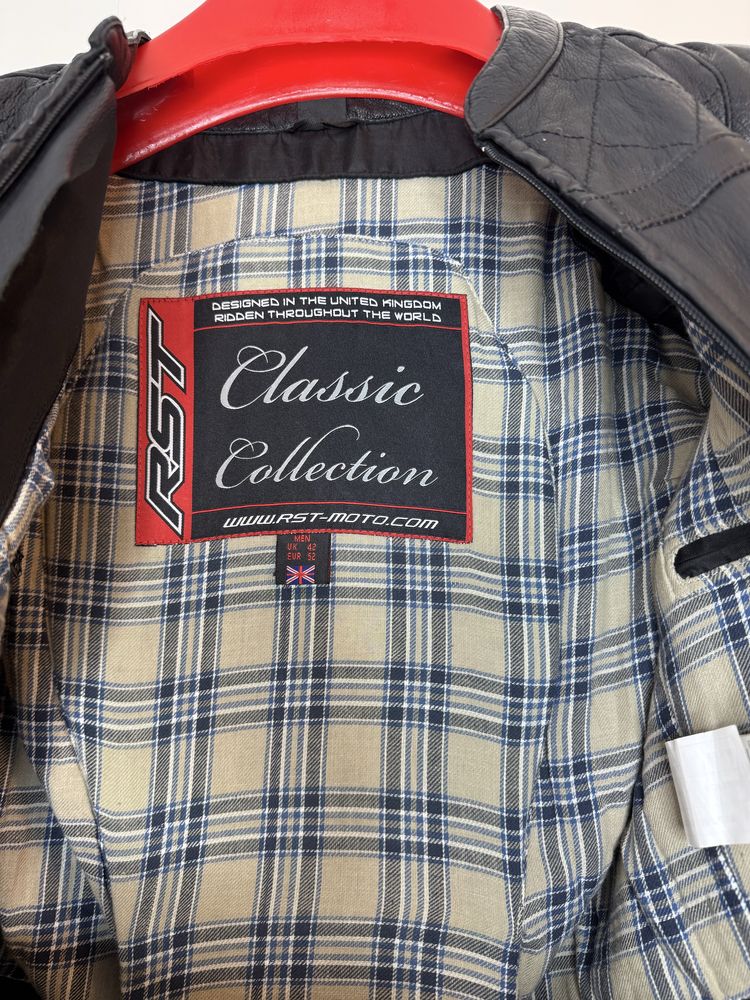 DESIGNED IN THE UNITED KINGDOM
RIDDEN THROUGHOUT THE WORLD
RST
Classic
Collection
WWW.RST-MOTO.COM
MEN
UK 42
EUR 52